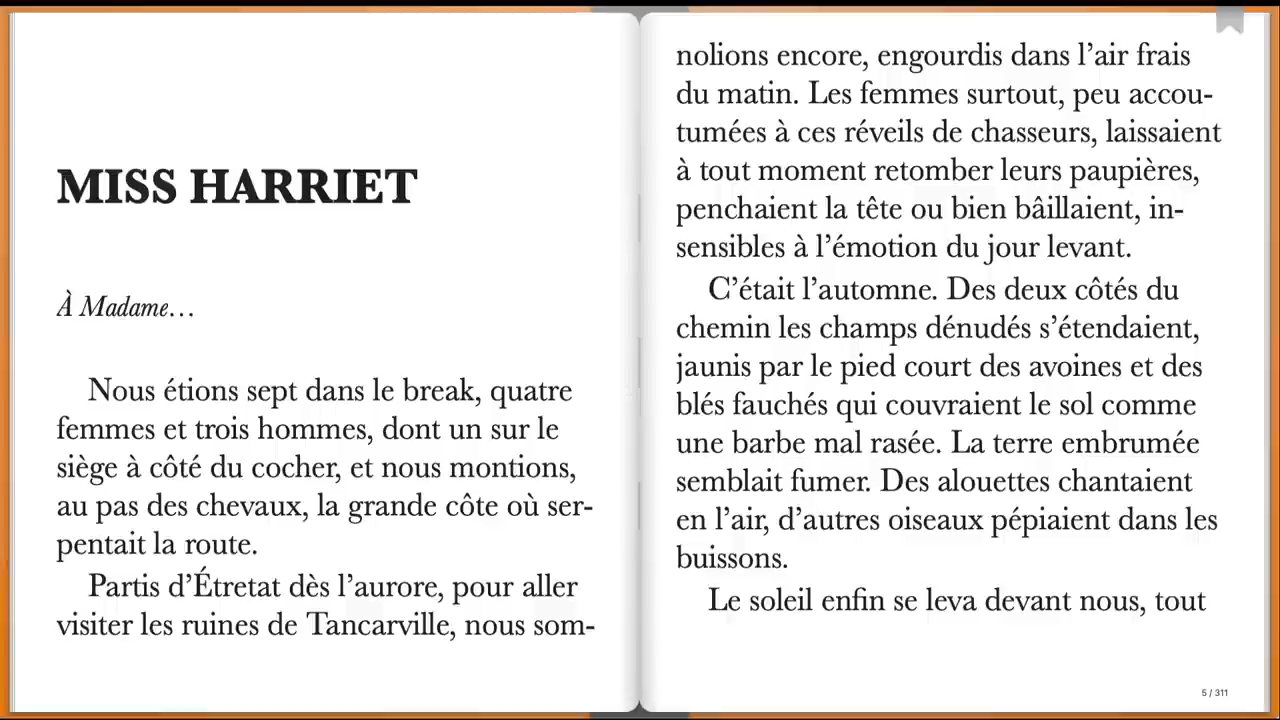 MISS HARRIET
À Madame…
Nous étions sept dans le break, quatre
femmes et trois hommes, dont un sur le
siège à côté du cocher, et nous montions,
au pas des chevaux, la grande côte où ser-
pentait la route.
Partis d’Étretat dès l’aurore, pour aller
visiter les ruines de Tancarville, nous som-
nolions encore, engourdis dans l’air frais
du matin. Les femmes surtout, peu accou-
tumées à ces réveils de chasseurs, laissaient
à tout moment retomber leurs paupières,
penchaient la tête ou bien bâillaient, in-
sensibles à l’émotion du jour levant.
C’était l’automne. Des deux côtés du
chemin les champs dénudés s’étendaient,
jaunis par le pied court des avoines et des
blés fauchés qui couvraient le sol comme
une barbe mal rasée. La terre embrumée
semblait fumer. Des alouettes chantaient
en l’air, d’autres oiseaux pépiaient dans les
buissons.
Le soleil enfin se leva devant nous, tout
5 / 311